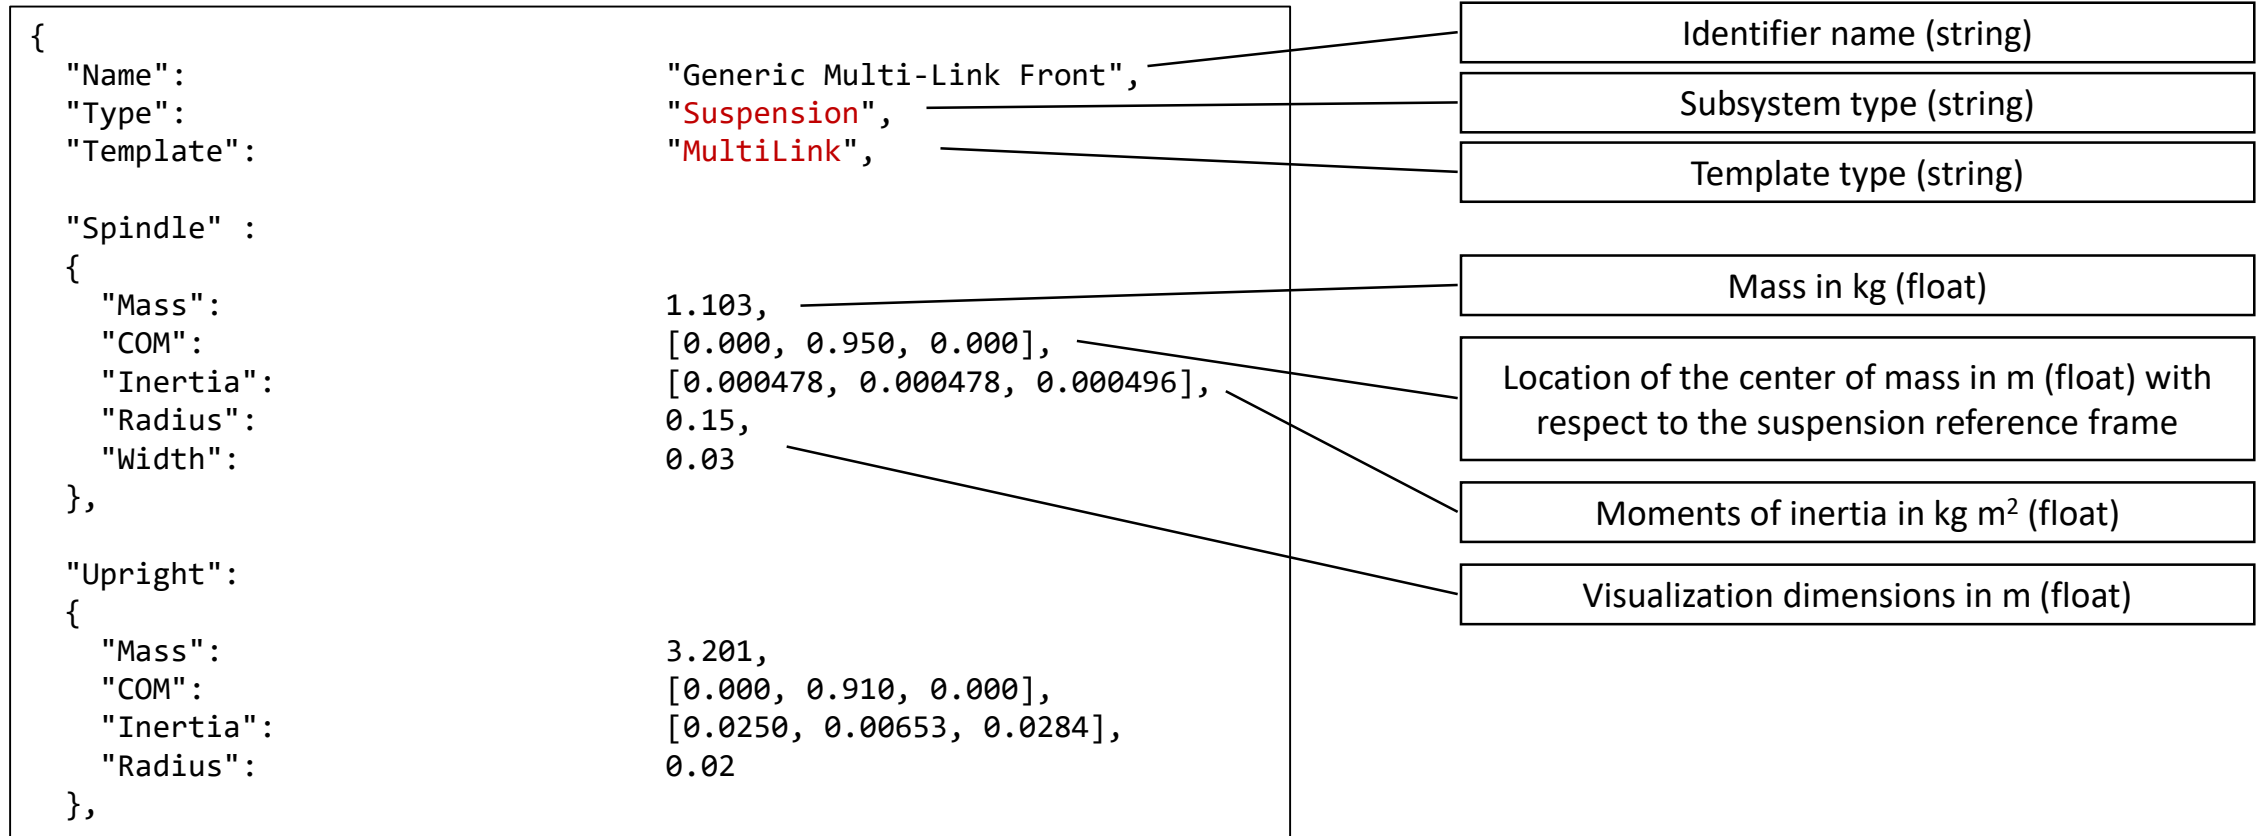 {
"Name": "Generic Multi-Link Front",
"Type": "Suspension",
"Template": "MultiLink",
"Spindle" :
{
"Mass": 1.103,
"COM": [0.000, 0.950, 0.000],
"Inertia": [0.000478, 0.000478, 0.000496],
"Radius": 0.15,
"Width": 0.03
},
"Upright":
{
"Mass": 3.201,
"COM": [0.000, 0.910, 0.000],
"Inertia": [0.0250, 0.00653, 0.0284],
"Radius": 0.02
},
Identifier name (string)
Subsystem type (string)
Template type (string)
Mass in kg (float)
Location of the center of mass in m (float) with
respect to the suspension reference frame
Moments of inertia in kg m² (float)
Visualization dimensions in m (float)